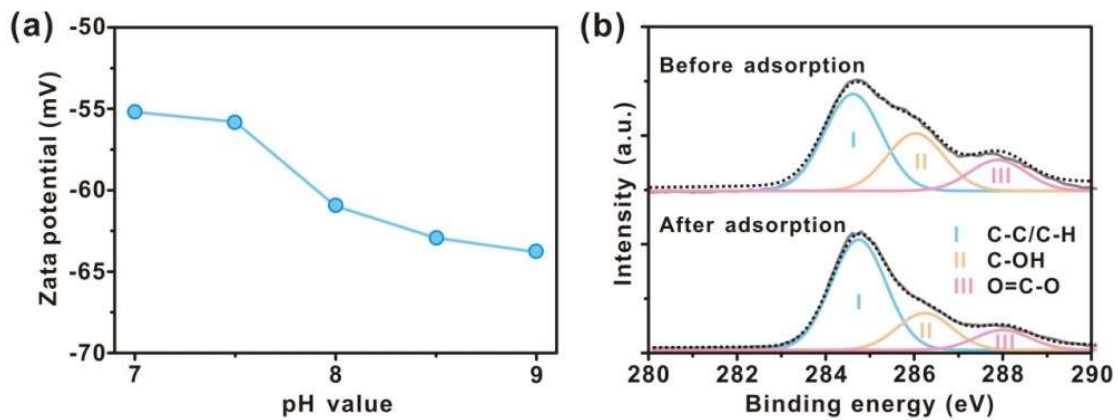 (a)
-50
-55
-60
-65
-70
Zata potential (mV)
7
8
9
pH value
(b)
Before adsorption
I
II
III
After adsorption
I C-C/C-H
II C-OH
III O=C-O
I
II
III
Intensity (a.u.)
280 282 284 286 288 290
Binding energy (eV)